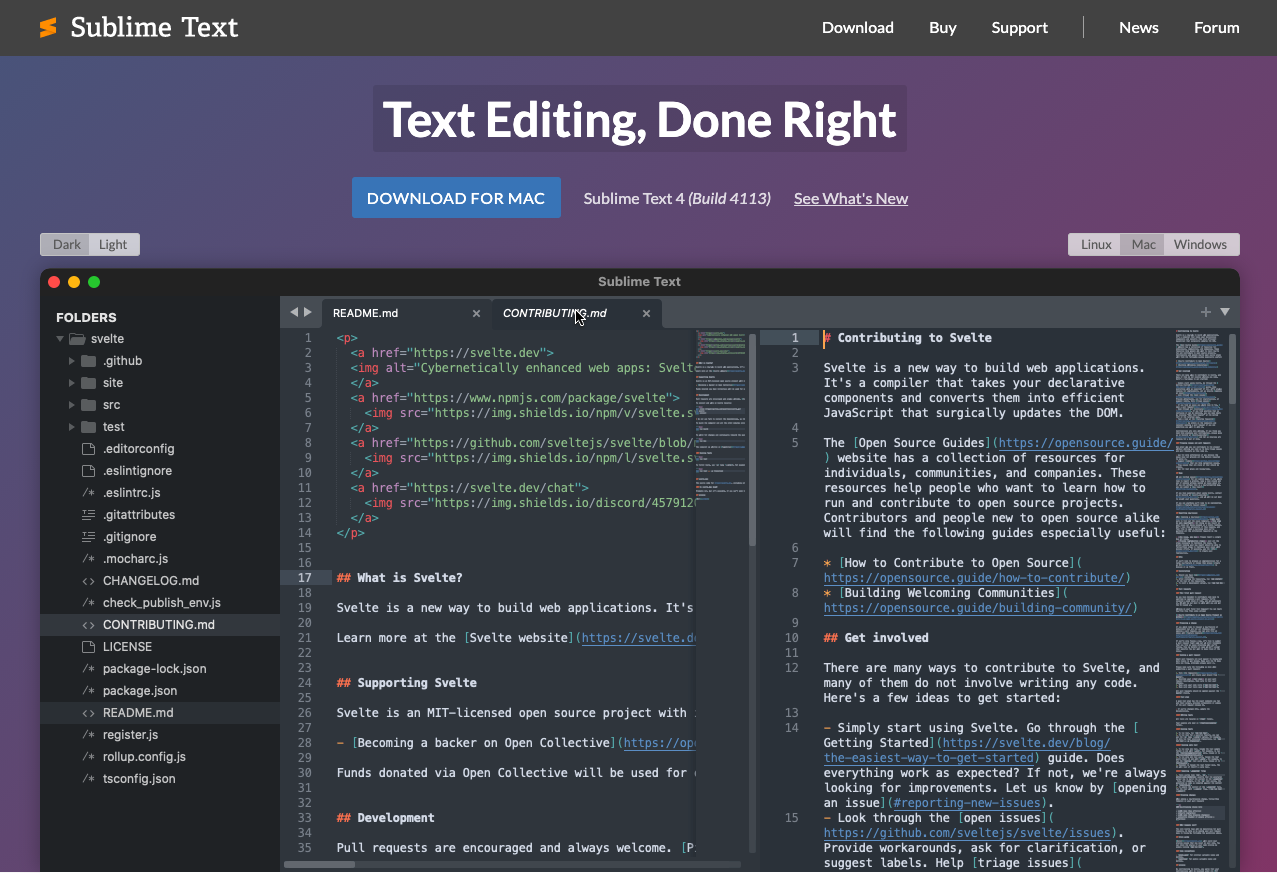 Sublime Text
Download Buy Support News Forum
Text Editing, Done Right
DOWNLOAD FOR MAC Sublime Text 4 (Build 4113) See What's New
Dark Light
Linux Mac Windows
Sublime Text
FOLDERS
svelte
.github
site
src
test
.editorconfig
.eslintignore
/* .eslintrc.js
.gitattributes
.gitignore
/* .mocharc.js
<> CHANGELOG.md
/* check_publish_env.js
<> CONTRIBUTING.md
LICENSE
/* package-lock.json
/* package.json
<> README.md
/* register.js
/* rollup.config.js
/* tsconfig.json
README.md ×
CONTRIBUTING.md ×
1 <p>
2 <a href="https://svelte.dev">
3 <img alt="Cybernetically enhanced web apps: Svelt
4 </a>
5 <a href="https://www.npmjs.com/package/svelte">
6 <img src="https://img.shields.io/npm/v/svelte.s
7 </a>
8 <a href="https://github.com/sveltejs/svelte/blob/
9 <img src="https://img.shields.io/npm/l/svelte.s
10 </a>
11 <a href="https://svelte.dev/chat">
12 <img src="https://img.shields.io/discord/457912
13 </a>
14 </p>
15
16
17 ## What is Svelte?
18
19 Svelte is a new way to build web applications. It's
20
21 Learn more at the [Svelte website](https://svelte.d
22
23
24 ## Supporting Svelte
25
26 Svelte is an MIT-licensed open source project with
27
28 - [Becoming a backer on Open Collective](https://op
29
30 Funds donated via Open Collective will be used for
31
32
33 ## Development
34
35 Pull requests are encouraged and always welcome. [P
1 # Contributing to Svelte
2
3 Svelte is a new way to build web applications.
It's a compiler that takes your declarative
components and converts them into efficient
JavaScript that surgically updates the DOM.
4
5 The [Open Source Guides](https://opensource.guide/
) website has a collection of resources for
individuals, communities, and companies. These
resources help people who want to learn how to
run and contribute to open source projects.
Contributors and people new to open source alike
will find the following guides especially useful:
6
7 * [How to Contribute to Open Source](
https://opensource.guide/how-to-contribute/)
8 * [Building Welcoming Communities](
https://opensource.guide/building-community/)
9
10 ## Get involved
11
12 There are many ways to contribute to Svelte, and
many of them do not involve writing any code.
Here's a few ideas to get started:
13
14 - Simply start using Svelte. Go through the [
Getting Started](https://svelte.dev/blog/
the-easiest-way-to-get-started) guide. Does
everything work as expected? If not, we're always
looking for improvements. Let us know by [opening
an issue](#reporting-new-issues).
15 - Look through the [open issues](
https://github.com/sveltejs/svelte/issues).
Provide workarounds, ask for clarification, or
suggest labels. Help [triage issues](